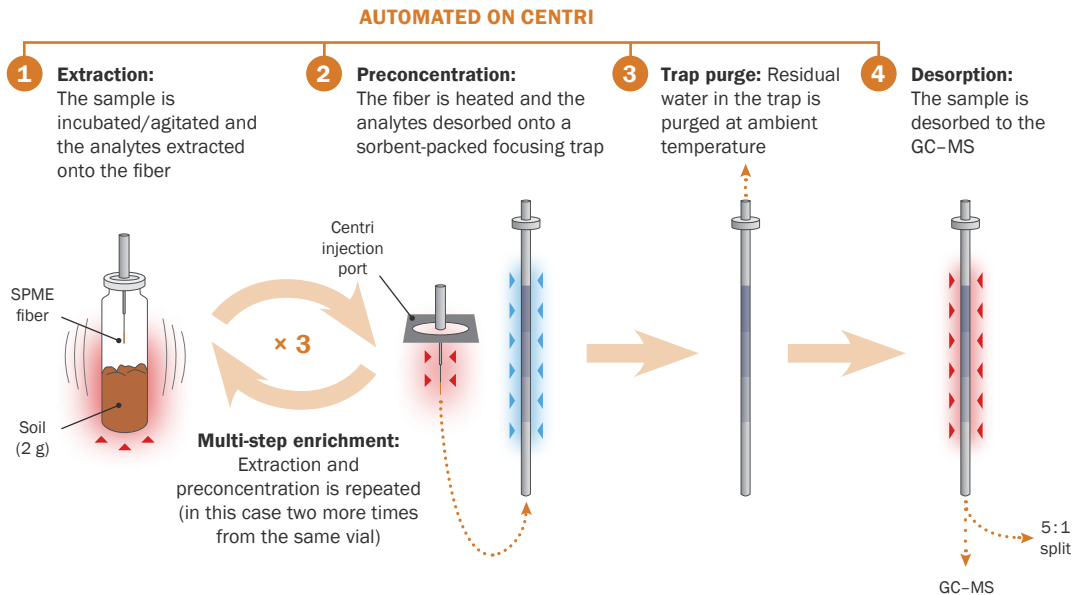 AUTOMATED ON CENTRI
1
Extraction:
The sample is
incubated/agitated and
the analytes extracted
onto the fiber
2
Preconcentration:
The fiber is heated and the
analytes desorbed onto a
sorbent-packed focusing trap
3
Trap purge: Residual
water in the trap is
purged at ambient
temperature
4
Desorption:
The sample is
desorbed to the
GC–MS
SPME
fiber
Soil
(2 g)
× 3
Multi-step enrichment:
Extraction and
preconcentration is repeated
(in this case two more times
from the same vial)
Centri
injection
port
5:1
split
GC–MS